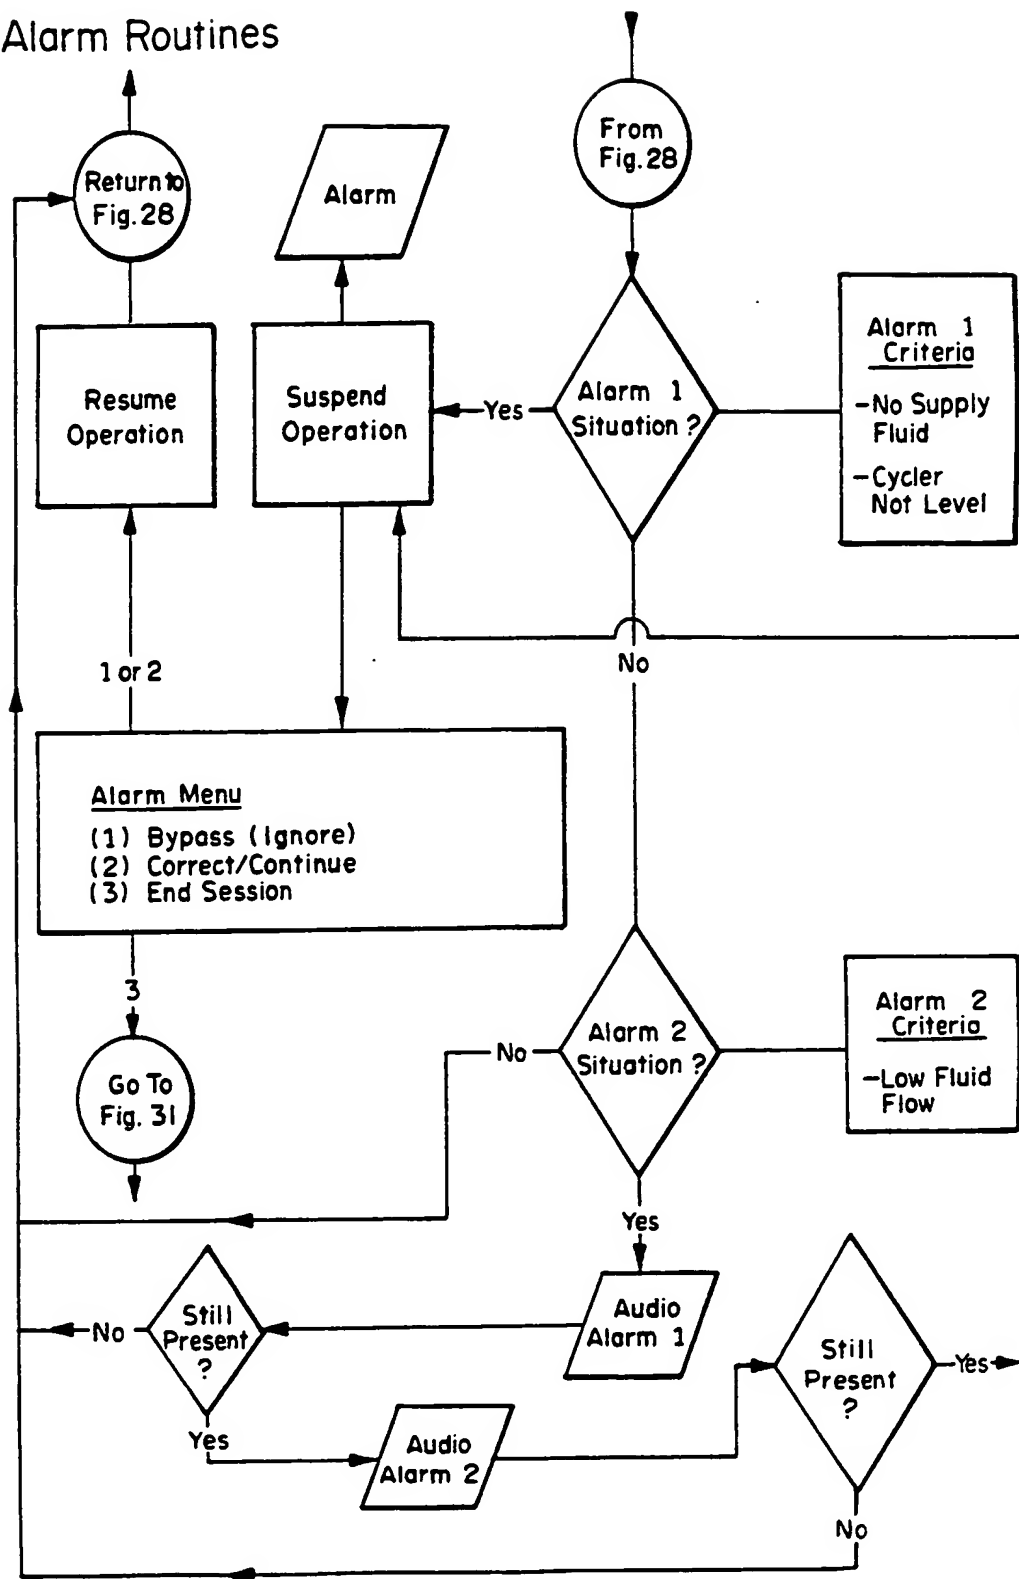 Alarm Routines
Return to
Fig. 28
Alarm
From
Fig. 28
Resume
Operation
Suspend
Operation
Yes
Alarm 1
Situation ?
Alarm 1
Criteria
-No Supply
Fluid
-Cycler
Not Level
No
1 or 2
Alarm Menu
(1) Bypass (Ignore)
(2) Correct/Continue
(3) End Session
3
Go To
Fig. 31
No
Alarm 2
Situation ?
Alarm 2
Criteria
-Low Fluid
Flow
Yes
No
Still
Present
?
Audio
Alarm 1
Still
Present
?
Yes
Yes
Audio
Alarm 2
No